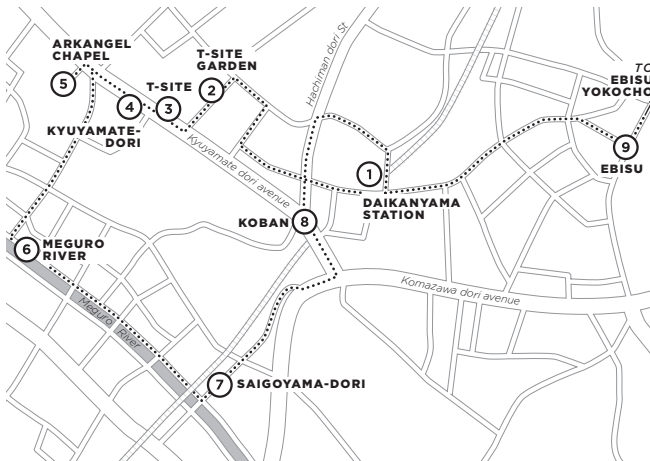 ARKANGEL
CHAPEL
5
4
KYUYAMATE-
DORI
T-SITE
3
T-SITE
GARDEN
2
Hachiman dori St
Kyuyamate dori avenue
TO
EBISU
YOKOCHO
9
EBISU
1
DAIKANYAMA
STATION
KOBAN
8
6
MEGURO
RIVER
Meguro River
Komazawa dori avenue
7
SAIGOYAMA-DORI